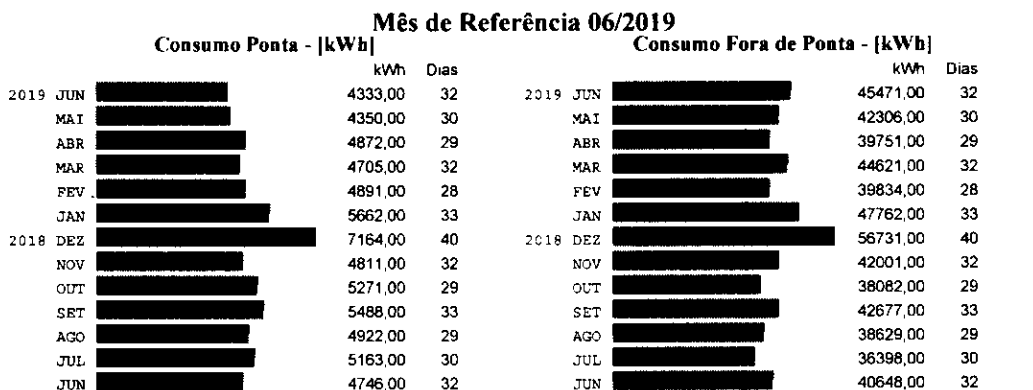 Mês de Referência 06/2019
Consumo Ponta - [kWh]
kWh Dias
2019 JUN 4333,00 32
MAI 4350,00 30
ABR 4872,00 29
MAR 4705,00 32
FEV 4891,00 28
JAN 5662,00 33
2018 DEZ 7164,00 40
NOV 4811,00 32
OUT 5271,00 29
SET 5488,00 33
AGO 4922,00 29
JUL 5163,00 30
JUN 4746,00 32
Consumo Fora de Ponta - [kWh]
kWh Dias
2019 JUN 45471,00 32
MAI 42306,00 30
ABR 39751,00 29
MAR 44621,00 32
FEV 39834,00 28
JAN 47762,00 33
2018 DEZ 56731,00 40
NOV 42001,00 32
OUT 38082,00 29
SET 42677,00 33
AGO 38629,00 29
JUL 36398,00 30
JUN 40648,00 32